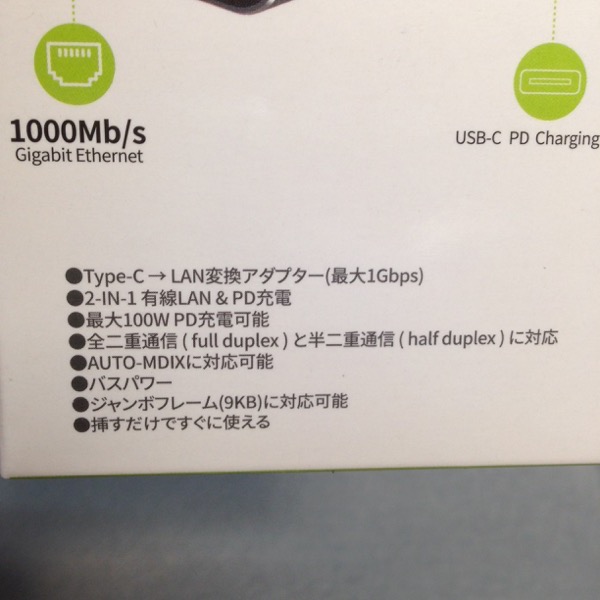 1000Mb/s
Gigabit Ethernet
USB-C PD Charging
●Type-C → LAN変換アダプター(最大1Gbps)
●2-IN-1 有線LAN & PD充電
●最大100W PD充電可能
●全二重通信 ( full duplex ) と半二重通信 ( half duplex ) に対応
●AUTO-MDIXに対応可能
●バスパワー
●ジャンボフレーム(9KB)に対応可能
●挿すだけですぐに使える